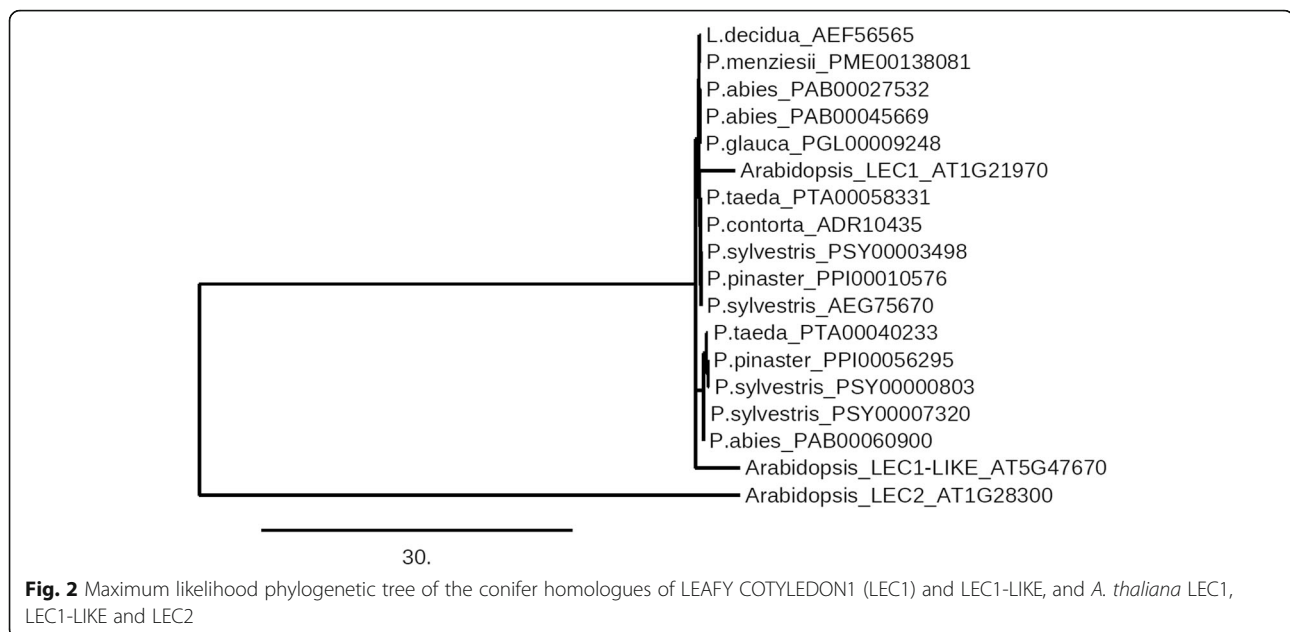 L.decidua_AEF56565
P.menziesii_PME00138081
P.abies_PAB00027532
P.abies_PAB00045669
P.glauca_PGL00009248
Arabidopsis_LEC1_AT1G21970
P.taeda_PTA00058331
P.contorta_ADR10435
P.sylvestris_PSY00003498
P.pinaster_PPI00010576
P.sylvestris_AEG75670
P.taeda_PTA00040233
P.pinaster_PPI00056295
P.sylvestris_PSY00000803
P.sylvestris_PSY00007320
P.abies_PAB00060900
Arabidopsis_LEC1-LIKE_AT5G47670
Arabidopsis_LEC2_AT1G28300
30.
Fig. 2 Maximum likelihood phylogenetic tree of the conifer homologues of LEAFY COTYLEDON1 (LEC1) and LEC1-LIKE, and A. thaliana LEC1,
LEC1-LIKE and LEC2